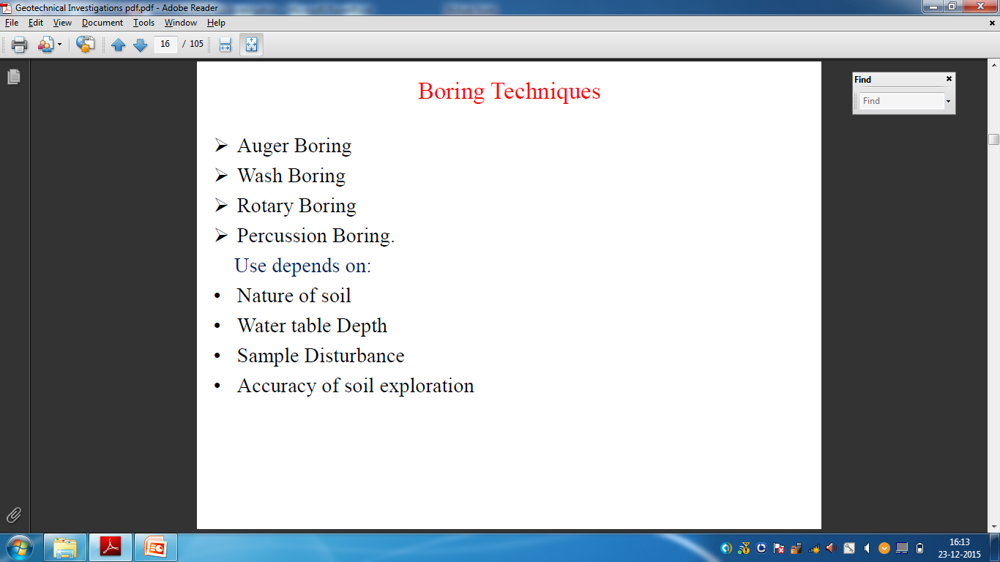 Geotechnical Investigations pdf.pdf - Adobe Reader
File Edit View Document Tools Window Help
16 / 105
Find
Find
Boring Techniques
➢ Auger Boring
➢ Wash Boring
➢ Rotary Boring
➢ Percussion Boring.
Use depends on:
• Nature of soil
• Water table Depth
• Sample Disturbance
• Accuracy of soil exploration
16:13
23-12-2015